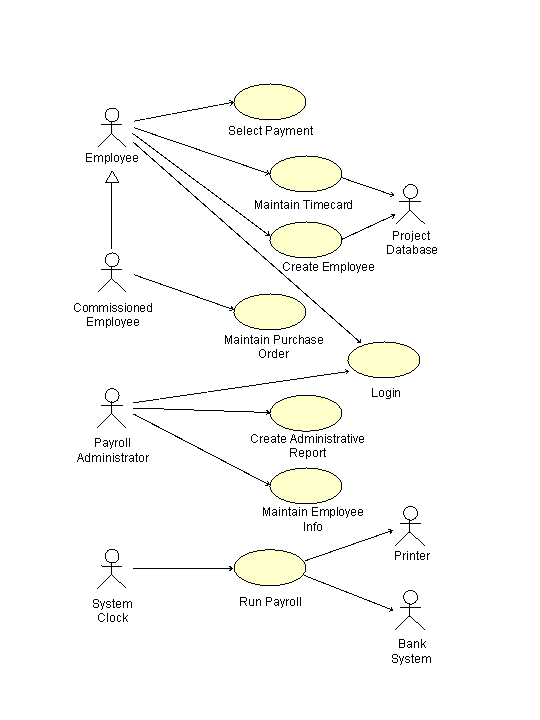 Select Payment
Employee
Maintain Timecard
Project
Database
Create Employee
Commissioned
Employee
Maintain Purchase
Order
Login
Payroll
Administrator
Create Administrative
Report
Maintain Employee
Info
Printer
System
Clock
Run Payroll
Bank
System